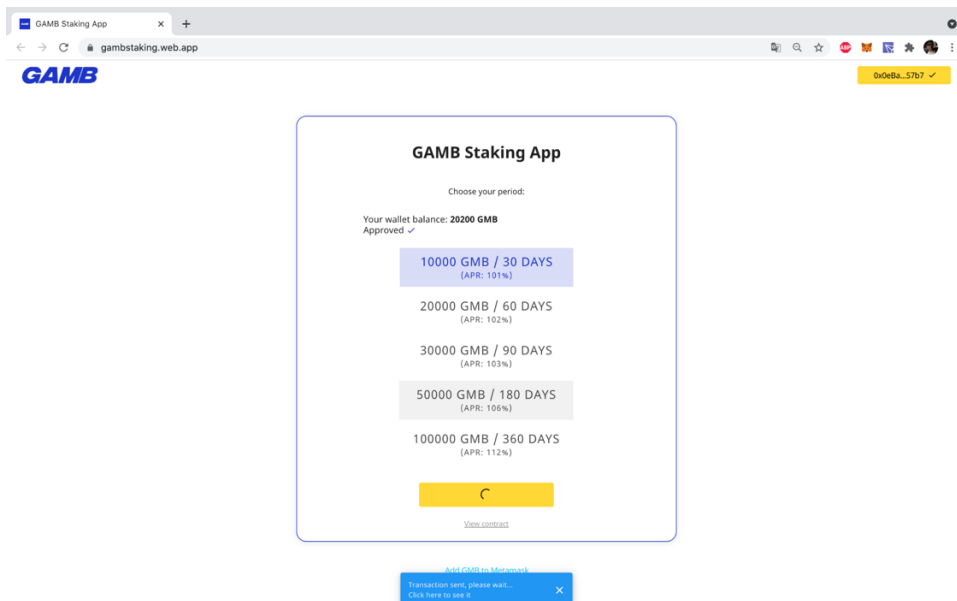 GAMB Staking App
gambstaking.web.app
ABP
GAMB
0x0eBa...57b7
GAMB Staking App
Choose your period:
Your wallet balance: 20200 GMB
Approved
10000 GMB / 30 DAYS
(APR: 101%)
20000 GMB / 60 DAYS
(APR: 102%)
30000 GMB / 90 DAYS
(APR: 103%)
50000 GMB / 180 DAYS
(APR: 106%)
100000 GMB / 360 DAYS
(APR: 112%)
View contract
Add GMB to Metamask
Transaction sent, please wait...
Click here to see it